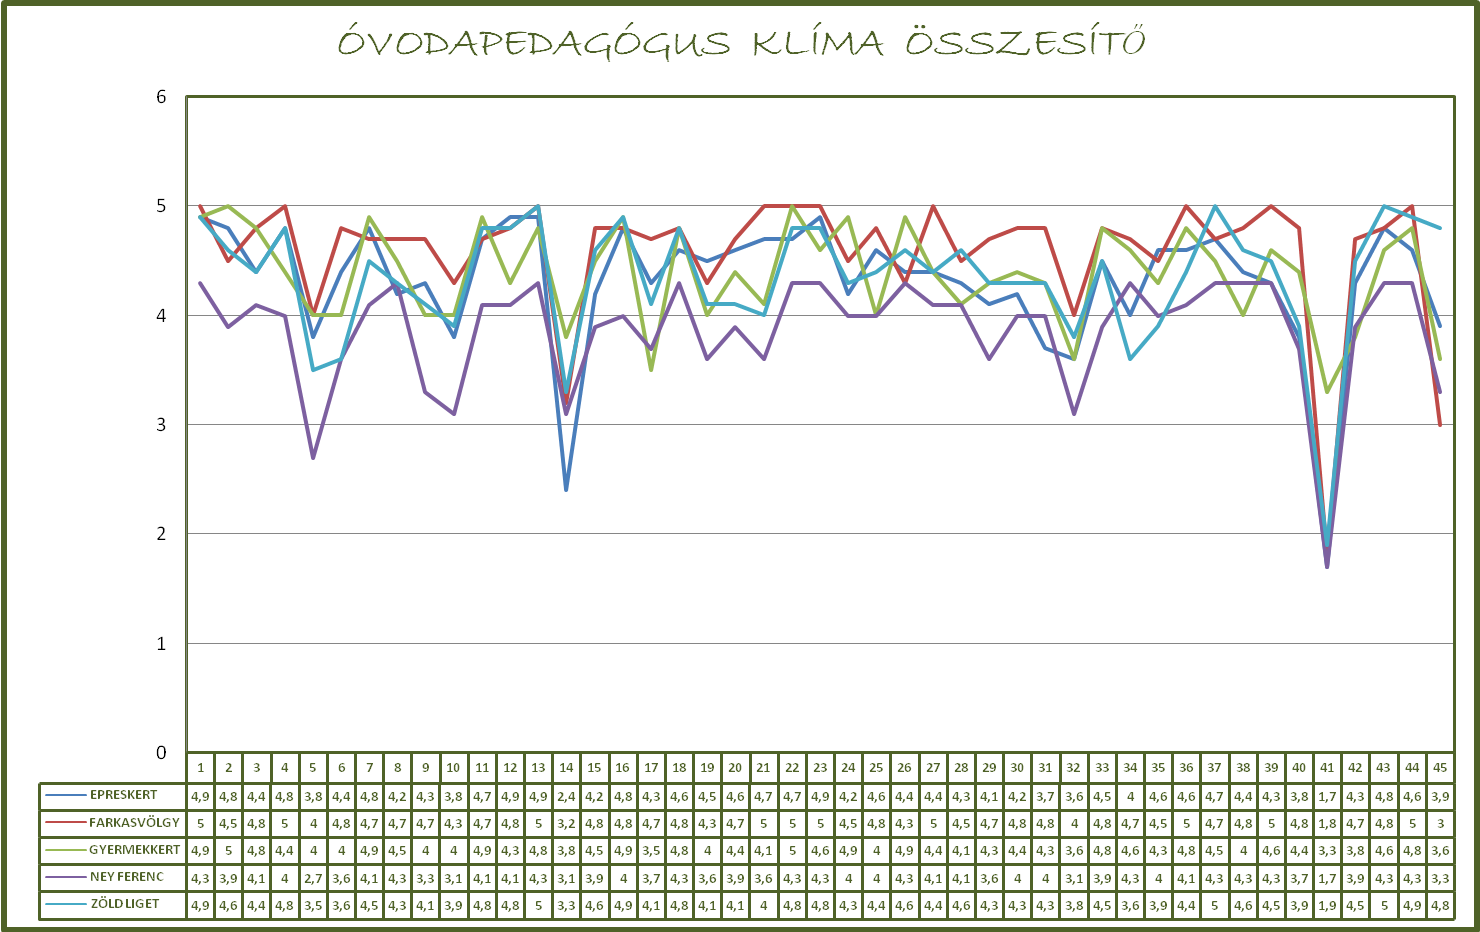 ÓVODAPEDAGÓGUS KLÍMA ÖSSZESÍTŐ
6
5
4
3
2
1
0
1 2 3 4 5 6 7 8 9 10 11 12 13 14 15 16 17 18 19 20 21 22 23 24 25 26 27 28 29 30 31 32 33 34 35 36 37 38 39 40 41 42 43 44 45
EPRESKERT 4,9 4,8 4,4 4,8 3,8 4,4 4,8 4,2 4,3 3,8 4,7 4,9 4,9 2,4 4,2 4,8 4,3 4,6 4,5 4,6 4,7 4,7 4,9 4,2 4,6 4,4 4,4 4,3 4,1 4,2 3,7 3,6 4,5 4 4,6 4,6 4,7 4,4 4,3 3,8 1,7 4,3 4,8 4,6 3,9
FARKASVÖLGY 5 4,5 4,8 5 4 4,8 4,7 4,7 4,7 4,3 4,7 4,8 5 3,2 4,8 4,8 4,7 4,8 4,3 4,7 5 5 5 4,5 4,8 4,3 5 4,5 4,7 4,8 4,8 4 4,8 4,7 4,5 5 4,7 4,8 5 4,8 1,8 4,7 4,8 5 3
GYERMEKKERT 4,9 5 4,8 4,4 4 4 4,9 4,5 4 4 4,9 4,3 4,8 3,8 4,5 4,9 3,5 4,8 4 4,4 4,1 5 4,6 4,9 4 4,9 4,4 4,1 4,3 4,4 4,3 3,6 4,8 4,6 4,3 4,8 4,5 4 4,6 4,4 3,3 3,8 4,6 4,8 3,6
NEY FERENC 4,3 3,9 4,1 4 2,7 3,6 4,1 4,3 3,3 3,1 4,1 4,1 4,3 3,1 3,9 4 3,7 4,3 3,6 3,9 3,6 4,3 4,3 4 4 4,3 4,1 4,1 3,6 4 4 3,1 3,9 4,3 4 4,1 4,3 4,3 4,3 3,7 1,7 3,9 4,3 4,3 3,3
ZÖLD LIGET 4,9 4,6 4,4 4,8 3,5 3,6 4,5 4,3 4,1 3,9 4,8 4,8 5 3,3 4,6 4,9 4,1 4,8 4,1 4,1 4 4,8 4,8 4,3 4,4 4,6 4,4 4,6 4,3 4,3 4,3 3,8 4,5 3,6 3,9 4,4 5 4,6 4,5 3,9 1,9 4,5 5 4,9 4,8